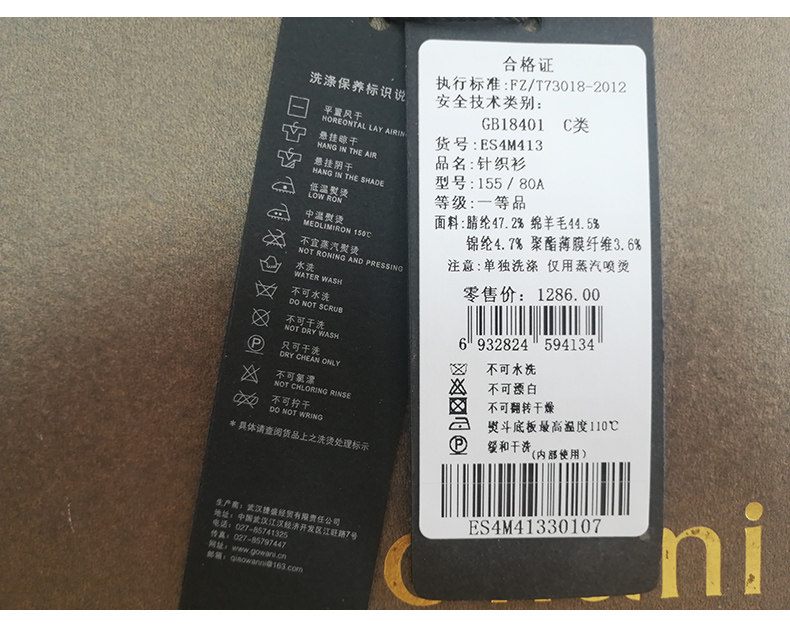 洗涤保养标识说
平置风干
HOREONTAL LAY AIRING
悬挂晾干
HANG IN THE AIR
悬挂阴干
HANG IN THE SHADE
低温熨烫
LOW RON
中温熨烫
MEDLIMIRON 150℃
不宜蒸汽熨烫
NOT RONING AND PRESSING
水洗
WATER WASH
不可水洗
DO NOT SCRUB
不可干洗
NOT DRY WASH
只可干洗
DRY CHEAN ONLY
不可氯漂
NOT CHLORING RINSE
不可拧干
DO NOT WRING
*具体请查阅货品上之洗烫处理标示
生产商:武汉捷盛经贸有限责任公司
地址:中国武汉江汉经济开发区江旺路7号
电话:027-85741325
传真:027-85797447
网址:www.gowani.cn
邮箱:qiaowanni@163.com
合格证
执行标准:FZ/T73018-2012
安全技术类别:
GB18401 C类
货号:ES4M413
品名:针织衫
型号:155/80A
等级:一等品
面料:腈纶47.2% 绵羊毛44.5%
锦纶4.7% 聚酯薄膜纤维3.6%
注意:单独洗涤 仅用蒸汽喷烫
零售价: 1286.00
6 932824 594134
不可水洗
不可漂白
不可翻转干燥
熨斗底板最高温度110℃
缓和干洗(内部使用)
ES4M41330107